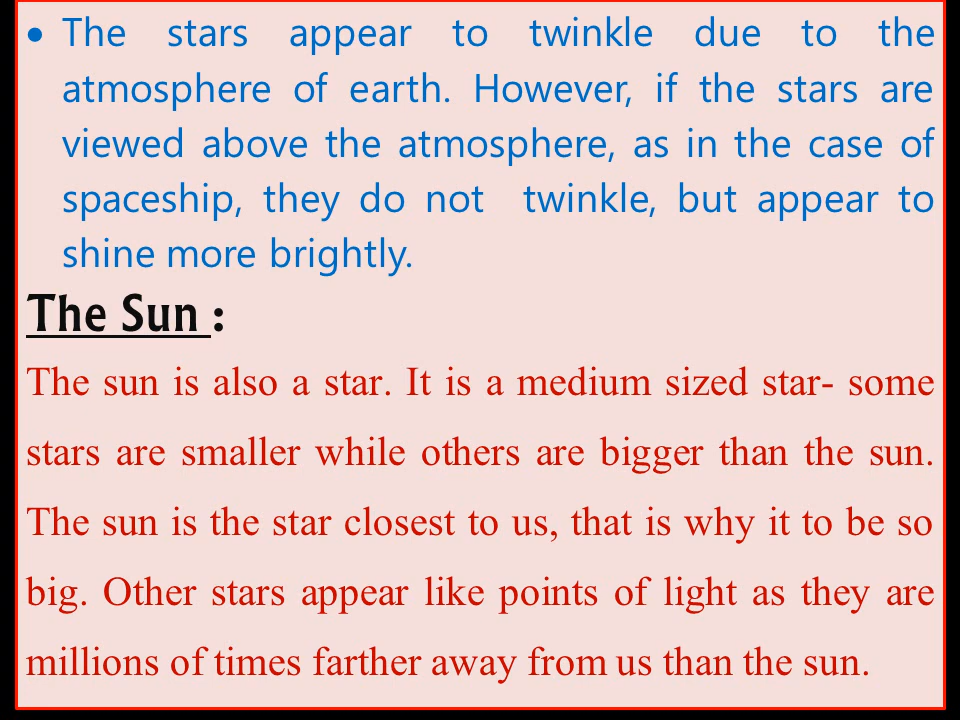 • The stars appear to twinkle due to the
atmosphere of earth. However, if the stars are
viewed above the atmosphere, as in the case of
spaceship, they do not twinkle, but appear to
shine more brightly.
The Sun :
The sun is also a star. It is a medium sized star- some
stars are smaller while others are bigger than the sun.
The sun is the star closest to us, that is why it to be so
big. Other stars appear like points of light as they are
millions of times farther away from us than the sun.